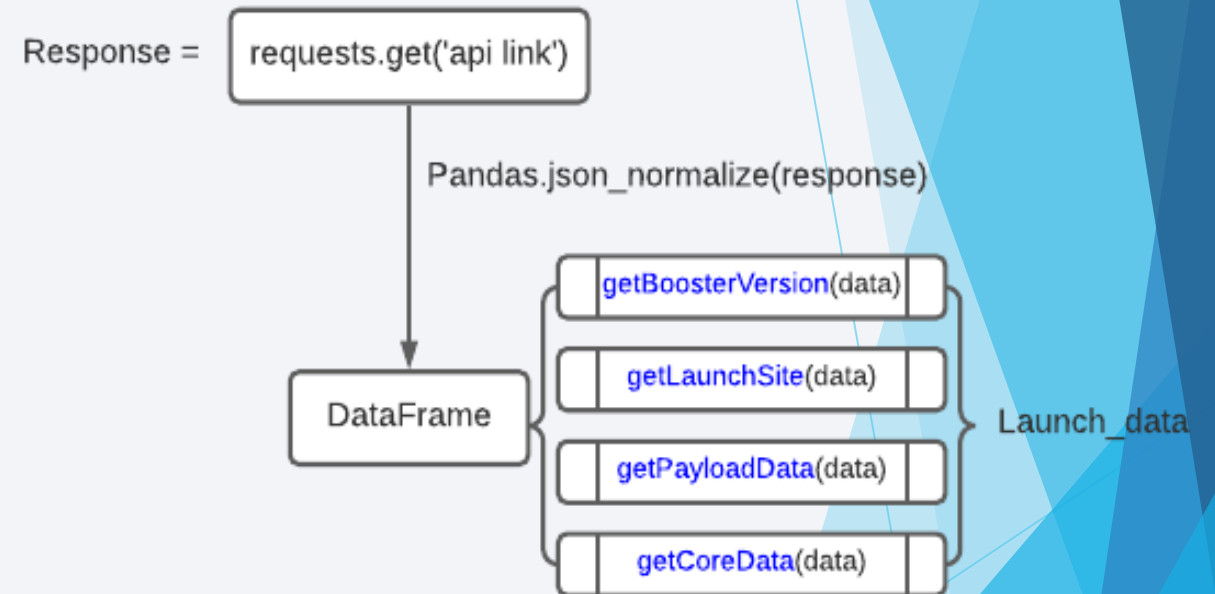 Response =
requests.get('api link')
Pandas.json_normalize(response)
getBoosterVersion(data)
getLaunchSite(data)
DataFrame
Launch_data
getPayloadData(data)
getCoreData(data)